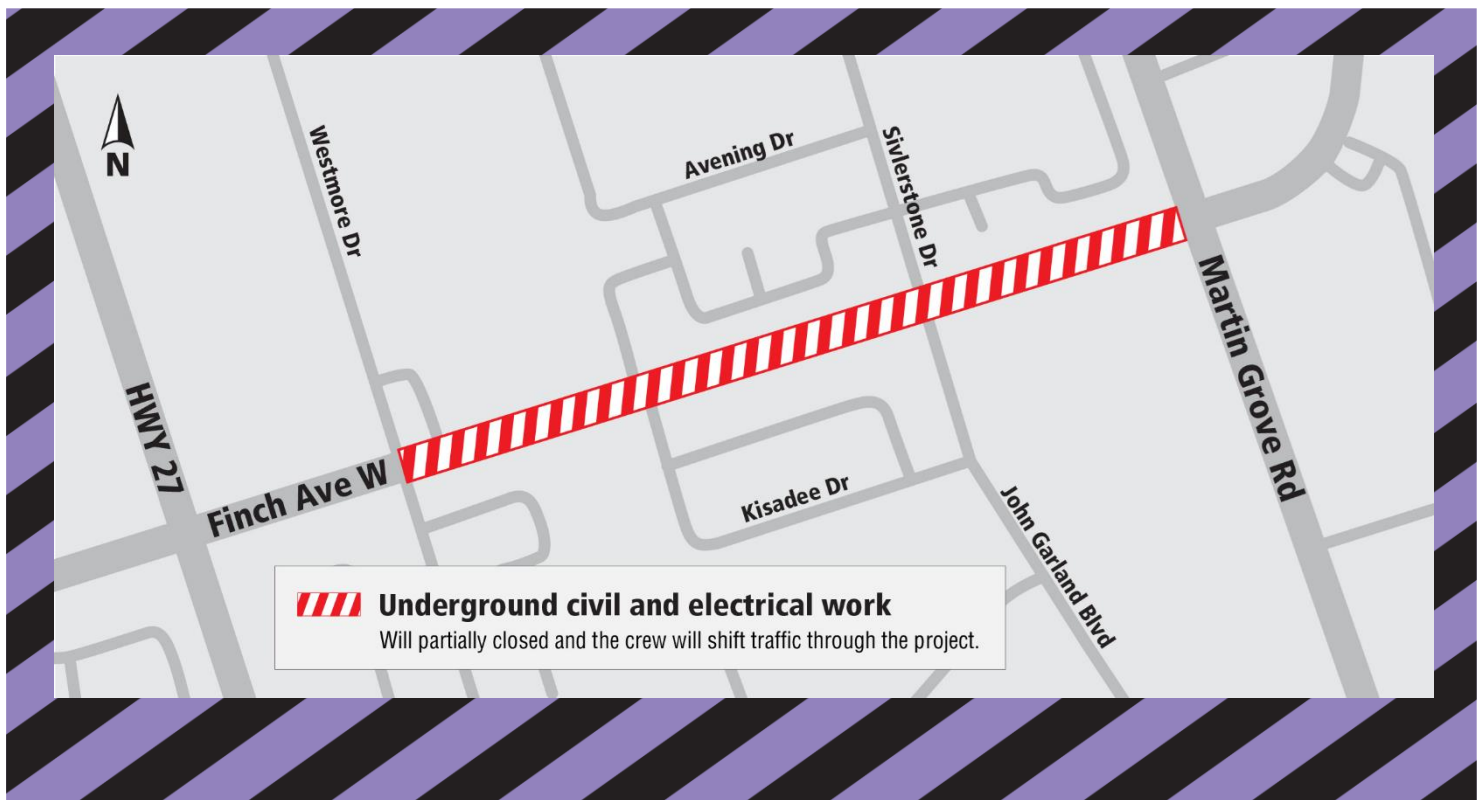 N
Westmore Dr
Avening Dr
Sivlerstone Dr
HWY 27
Finch Ave W
Martin Grove Rd
Kisadee Dr
John Garland Blvd
Underground civil and electrical work
Will partially closed and the crew will shift traffic through the project.